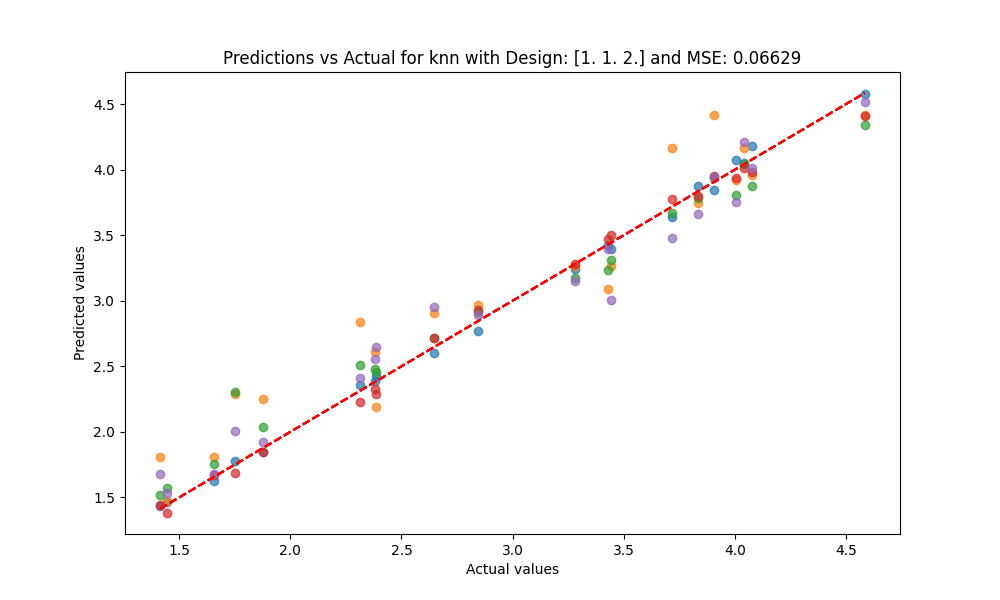 Predictions vs Actual for knn with Design: [1. 1. 2.] and MSE: 0.06629
Predicted values
4.5
4.0
3.5
3.0
2.5
2.0
1.5
1.5 2.0 2.5 3.0 3.5 4.0 4.5
Actual values